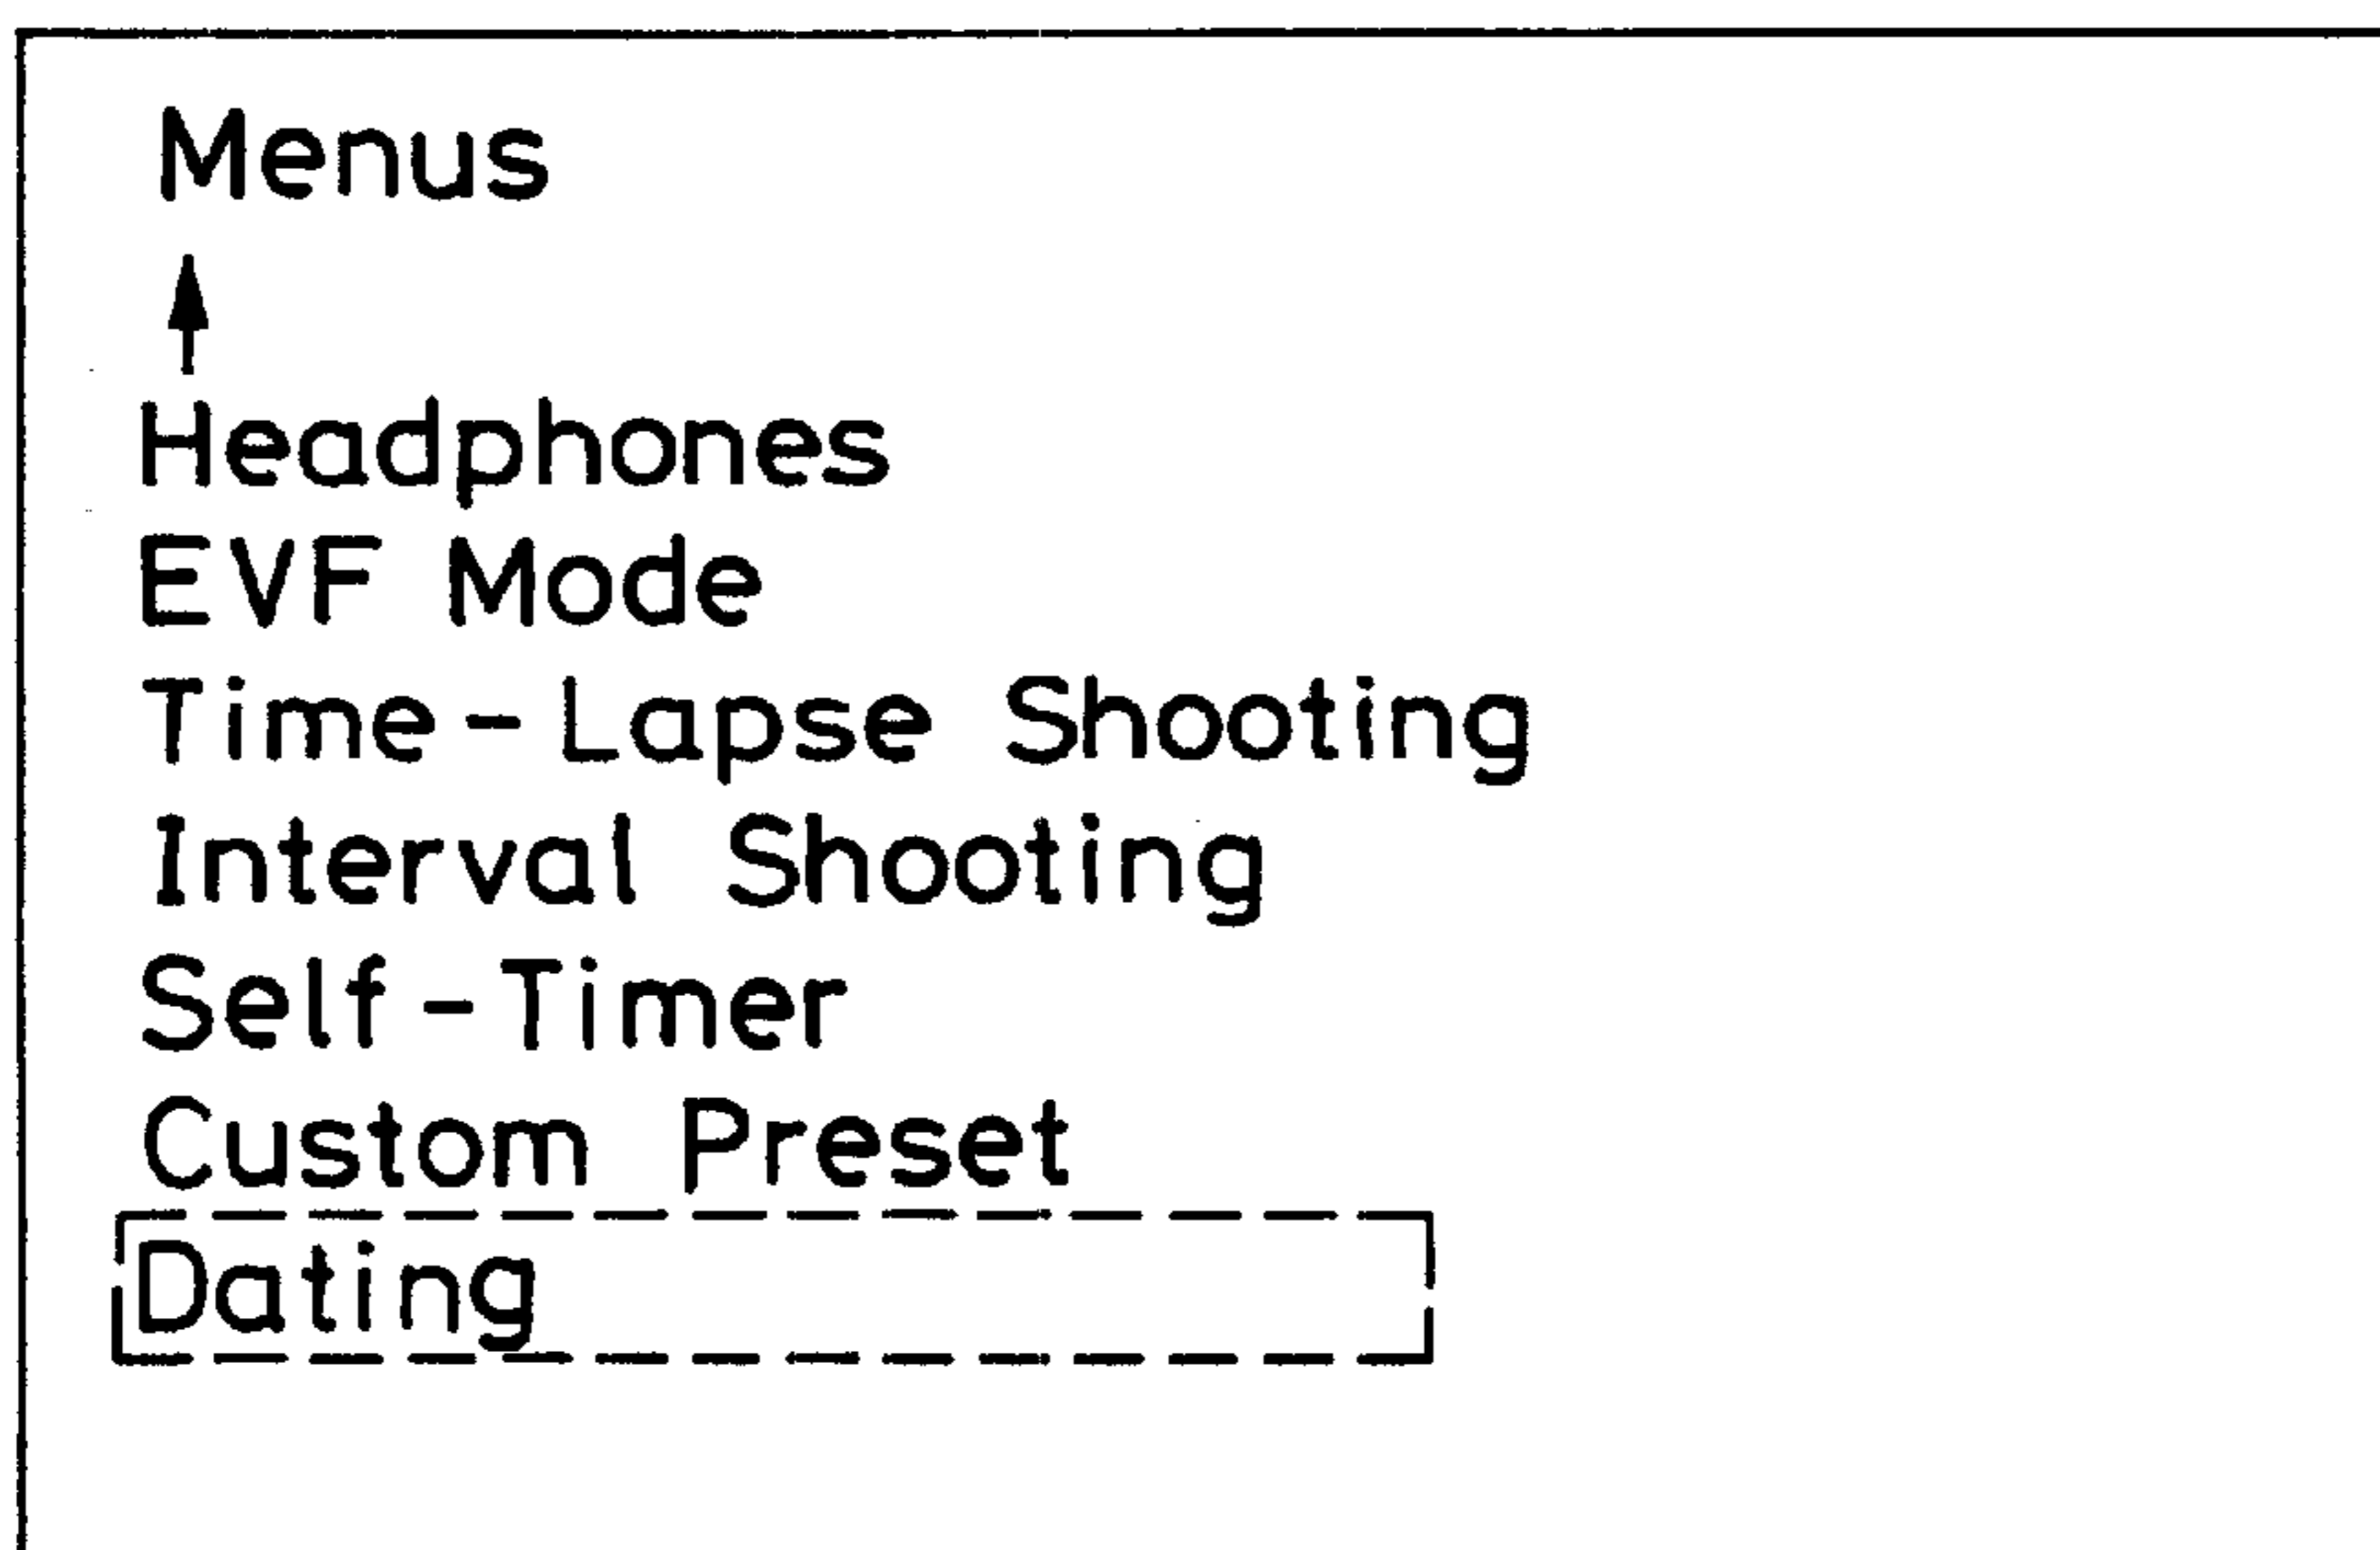 Menus
Headphones
EVF Mode
Time-Lapse Shooting
Interval Shooting
Self-Timer
Custom Preset
Dating